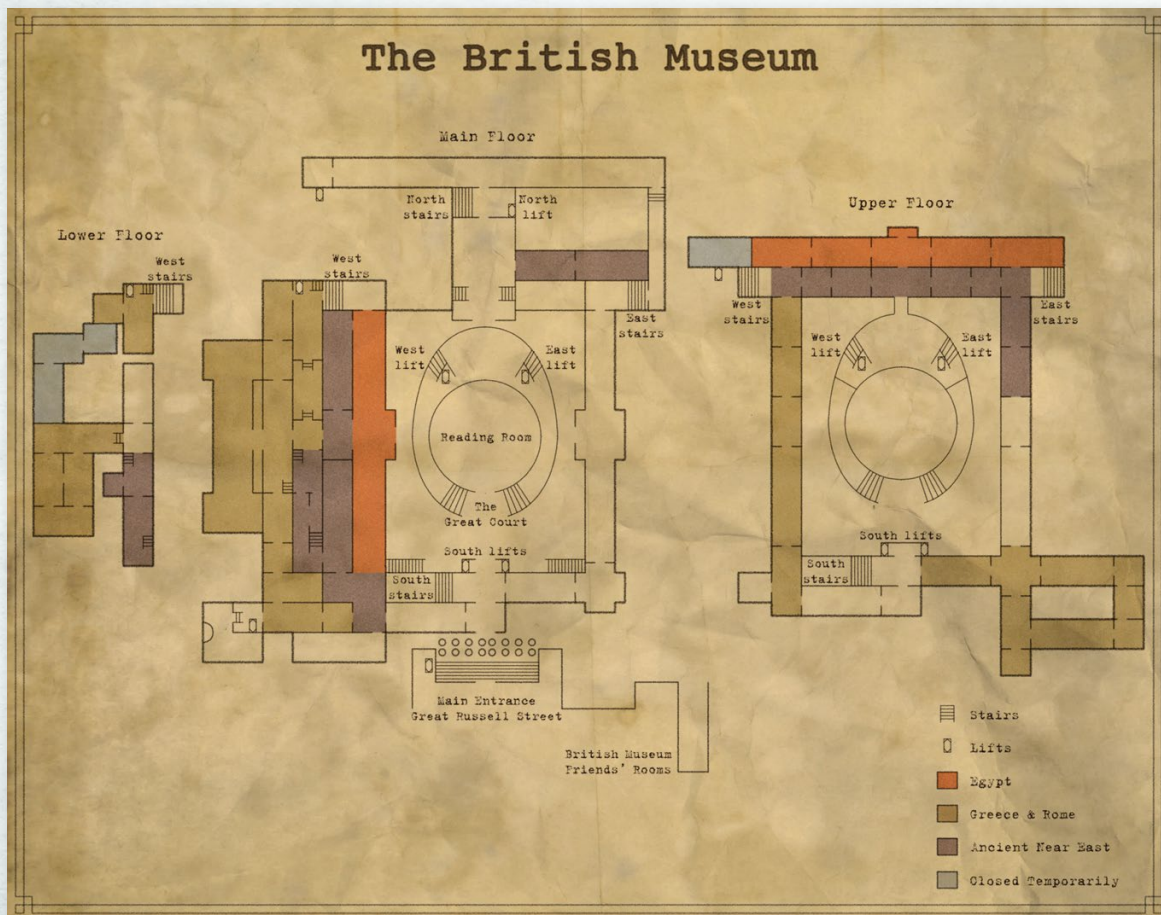 The British Museum
Main Floor
North
stairs
North
lift
Upper Floor
Lower Floor
West
stairs
West
stairs
East
stairs
West
stairs
East
stairs
West
lift
East
lift
West
lift
East
lift
Reading Room
The
Great Court
South lifts
South
stairs
South lifts
South
stairs
Main Entrance
Great Russell Street
British Museum
Friends' Rooms
Stairs
Lifts
Egypt
Greece & Rome
Ancient Near East
Closed Temporarily